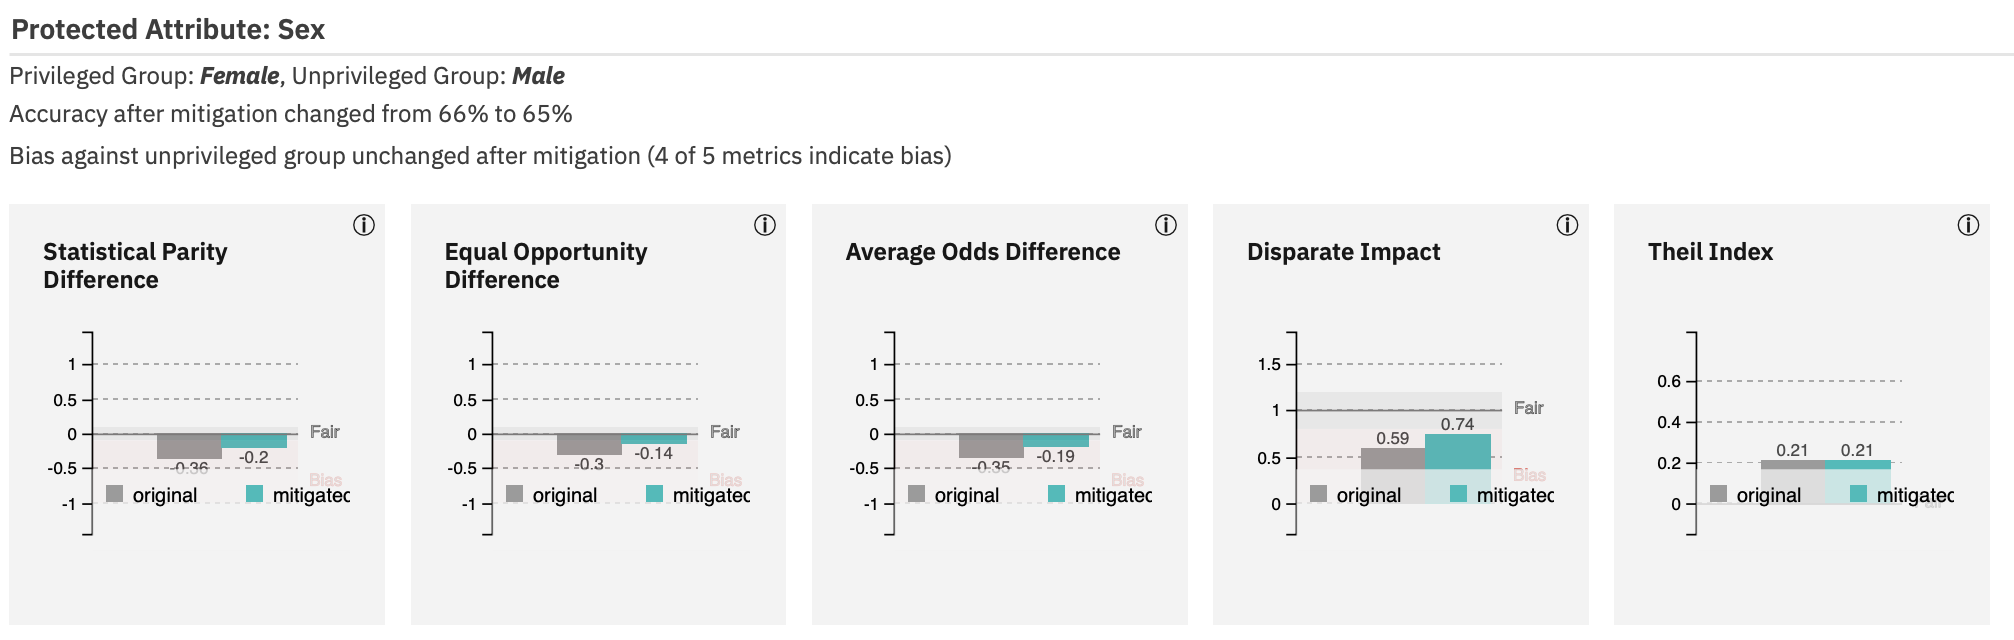 Protected Attribute: Sex
Privileged Group: Female, Unprivileged Group: Male
Accuracy after mitigation changed from 66% to 65%
Bias against unprivileged group unchanged after mitigation (4 of 5 metrics indicate bias)
Statistical Parity
Difference
1
0.5
0
-0.5
-1
Fair
Bias
-0.36
-0.2
original
mitigated
Equal Opportunity
Difference
1
0.5
0
-0.5
-1
Fair
Bias
-0.3
-0.14
original
mitigated
Average Odds Difference
1
0.5
0
-0.5
-1
Fair
Bias
-0.35
-0.19
original
mitigated
Disparate Impact
1.5
1
0.5
0
Fair
Bias
0.59
0.74
original
mitigated
Theil Index
0.6
0.4
0.2
0
0.21
0.21
original
mitigated